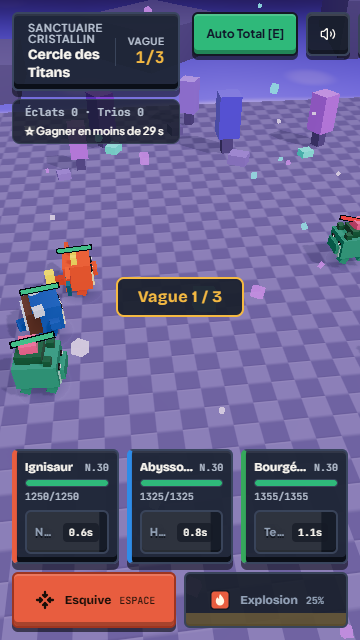 SANCTUAIRE
CRISTALLIN
Cercle des
Titans
VAGUE
1/3
Auto Total [E]
Éclats 0 · Trios 0
★ Gagner en moins de 29 s
Vague 1 / 3
Ignisaur N.30
1250/1250
N... 0.6s
Abysso... N.30
1325/1325
H... 0.8s
Bourgé... N.30
1355/1355
Te... 1.1s
Esquive ESPACE
Explosion 25%